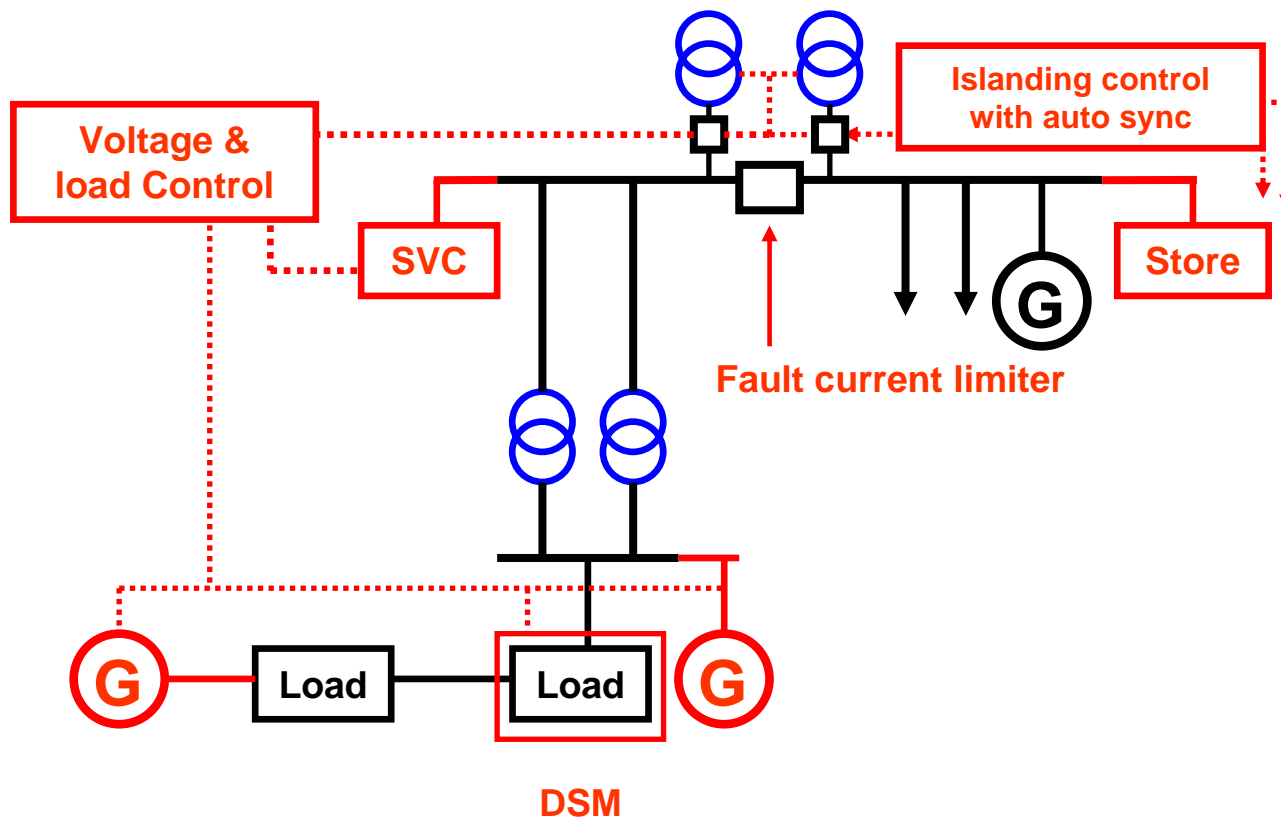 Islanding control
with auto sync
Voltage &
load Control
SVC
Store
G
Fault current limiter
G
Load
Load
G
DSM